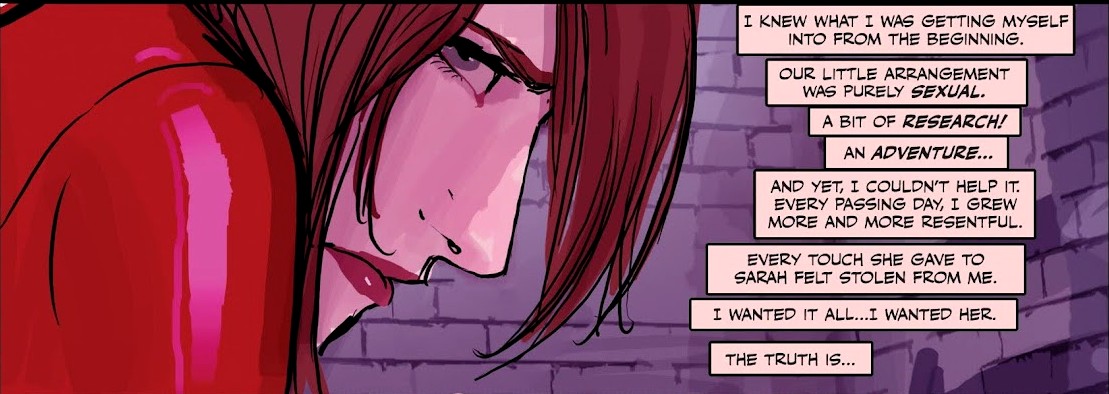 I KNEW WHAT I WAS GETTING MYSELF
INTO FROM THE BEGINNING.
OUR LITTLE ARRANGEMENT
WAS PURELY SEXUAL.
A BIT OF RESEARCH!
AN ADVENTURE...
AND YET, I COULDN'T HELP IT.
EVERY PASSING DAY, I GREW
MORE AND MORE RESENTFUL.
EVERY TOUCH SHE GAVE TO
SARAH FELT STOLEN FROM ME.
I WANTED IT ALL...I WANTED HER.
THE TRUTH IS...